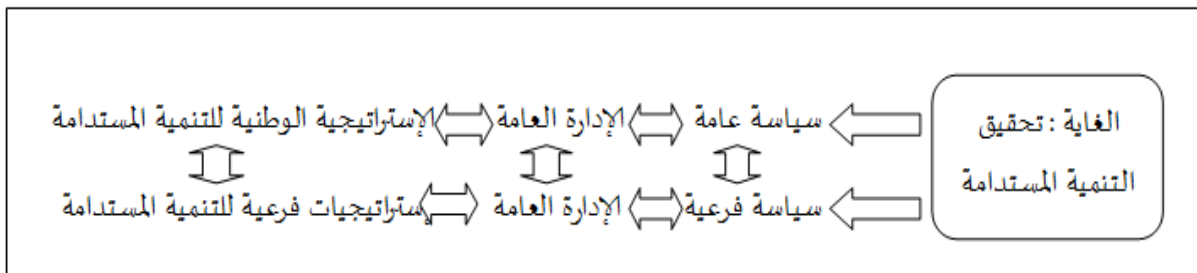 الغاية : تحقيق
التنمية المستدامة
سياسة عامة الإدارة العامة الإستراتيجية الوطنية للتنمية المستدامة
سياسة فرعية الإدارة العامة إستراتيجيات فرعية للتنمية المستدامة